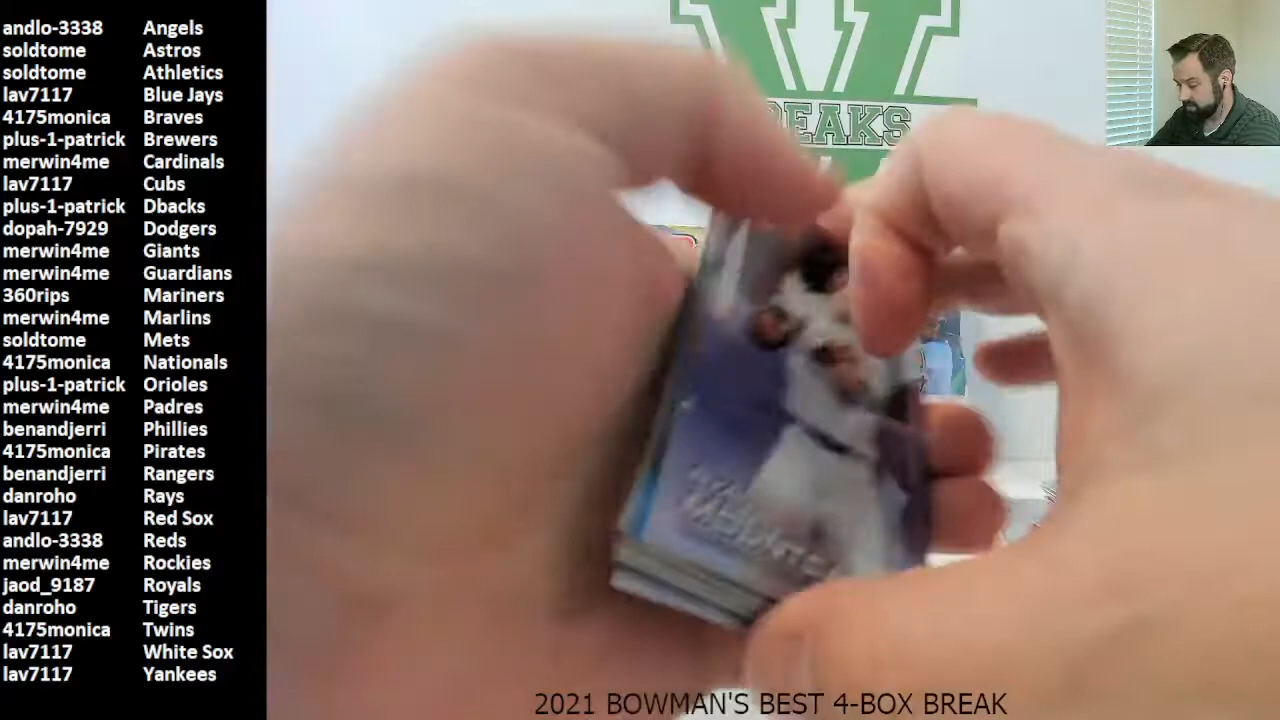 andlo-3338 Angels
soldtome Astros
soldtome Athletics
lav7117 Blue Jays
4175monica Braves
plus-1-patrick Brewers
merwin4me Cardinals
lav7117 Cubs
plus-1-patrick Dbacks
dopah-7929 Dodgers
merwin4me Giants
merwin4me Guardians
360rips Mariners
merwin4me Marlins
soldtome Mets
4175monica Nationals
plus-1-patrick Orioles
merwin4me Padres
benandjerri Phillies
4175monica Pirates
benandjerri Rangers
danroho Rays
lav7117 Red Sox
andlo-3338 Reds
merwin4me Rockies
jaod_9187 Royals
danroho Tigers
4175monica Twins
lav7117 White Sox
lav7117 Yankees
V
2021 BOWMAN'S BEST 4-BOX BREAK